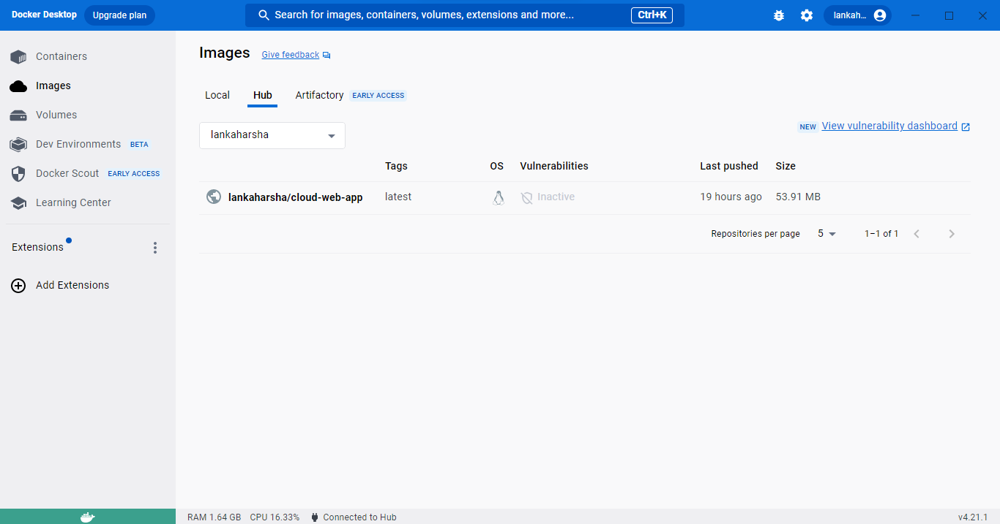 Docker Desktop Upgrade plan Search for images, containers, volumes, extensions and more... Ctrl+K lankah...
Containers
Images
Volumes
Dev Environments BETA
Docker Scout EARLY ACCESS
Learning Center
Extensions
Add Extensions
Images Give feedback
Local Hub Artifactory EARLY ACCESS
lankaharsha NEW View vulnerability dashboard
Tags OS Vulnerabilities Last pushed Size
lankaharsha/cloud-web-app latest Inactive 19 hours ago 53.91 MB
Repositories per page 5 1–1 of 1
RAM 1.64 GB CPU 16.33% Connected to Hub v4.21.1